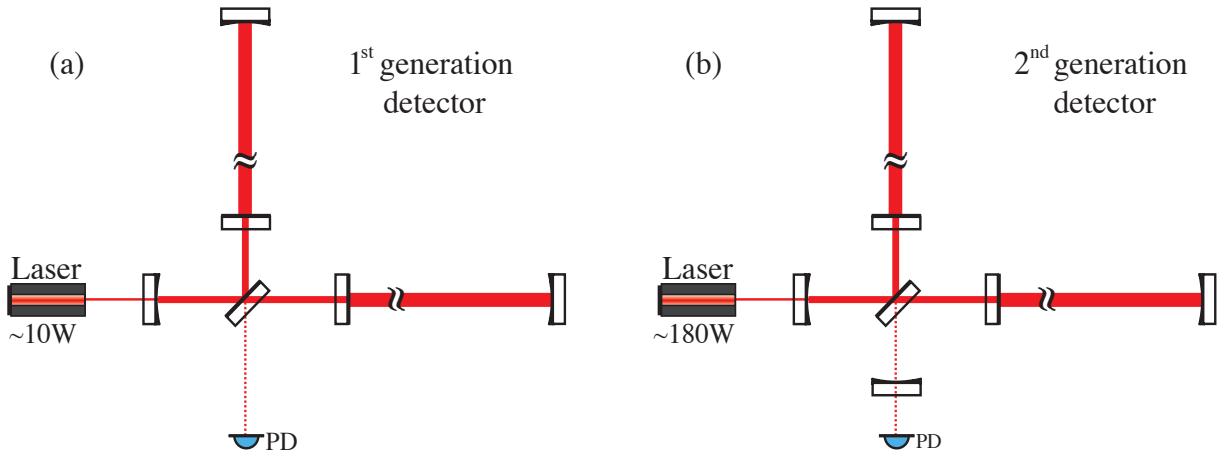 (a)
1st generation
detector
Laser
~10W
PD
(b)
2nd generation
detector
Laser
~180W
PD